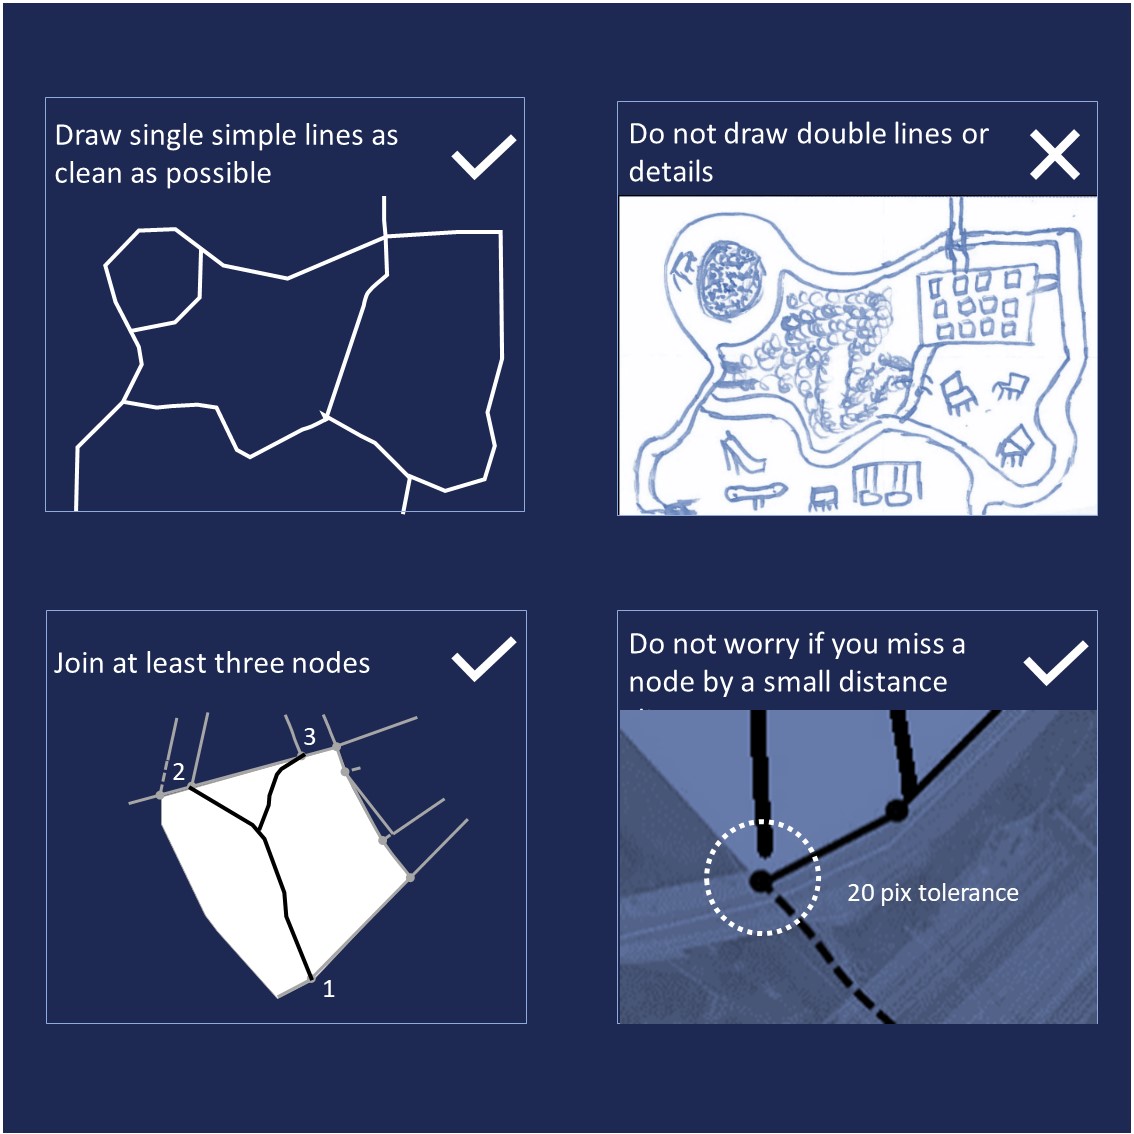 Draw single simple lines as
clean as possible
Do not draw double lines or
details
Join at least three nodes
3
2
1
Do not worry if you miss a
node by a small distance
20 pix tolerance